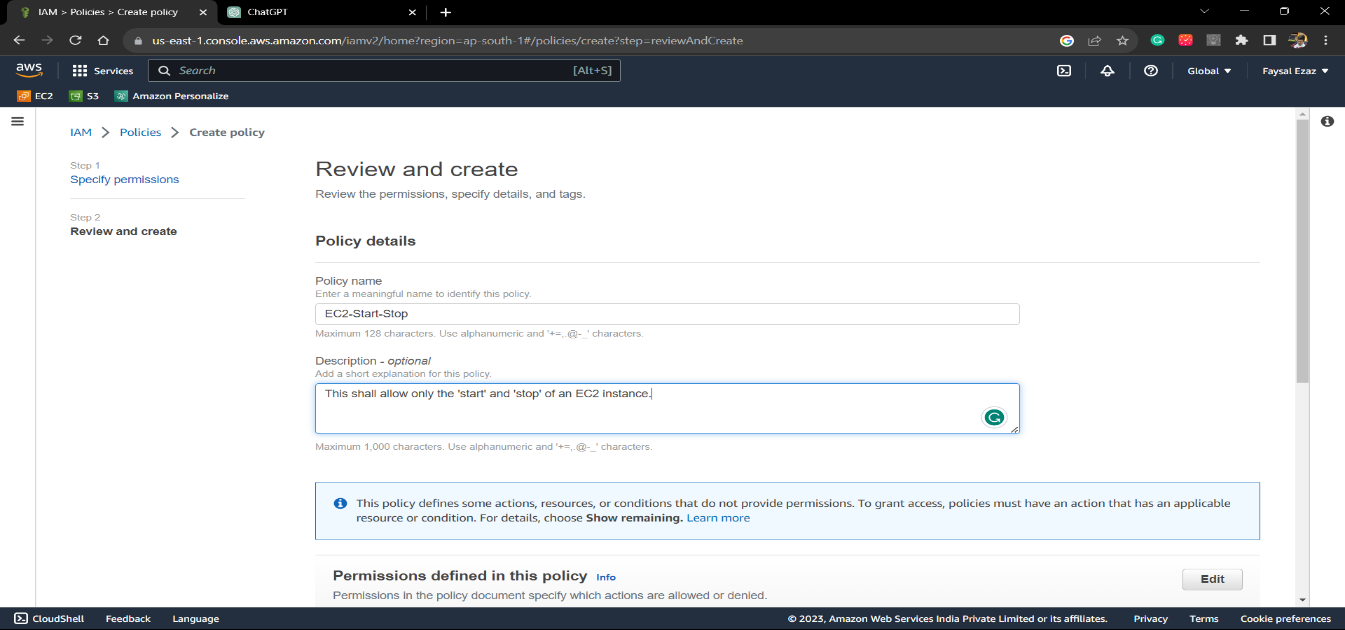 IAM > Policies > Create policy
ChatGPT
us-east-1.console.aws.amazon.com/iamv2/home?region=ap-south-1#/policies/create?step=reviewAndCreate
aws
Services
Search
[Alt+S]
Global
Faysal Ezaz
EC2
S3
Amazon Personalize
IAM > Policies > Create policy
Step 1
Specify permissions
Step 2
Review and create
Review and create
Review the permissions, specify details, and tags.
Policy details
Policy name
Enter a meaningful name to identify this policy.
EC2-Start-Stop
Maximum 128 characters. Use alphanumeric and '+=,.@-_' characters.
Description - optional
Add a short explanation for this policy.
This shall allow only the 'start' and 'stop' of an EC2 instance.
Maximum 1,000 characters. Use alphanumeric and '+=,.@-_' characters.
This policy defines some actions, resources, or conditions that do not provide permissions. To grant access, policies must have an action that has an applicable
resource or condition. For details, choose Show remaining. Learn more
Permissions defined in this policy Info
Edit
Permissions in the policy document specify which actions are allowed or denied.
CloudShell
Feedback
Language
© 2023, Amazon Web Services India Private Limited or its affiliates.
Privacy
Terms
Cookie preferences